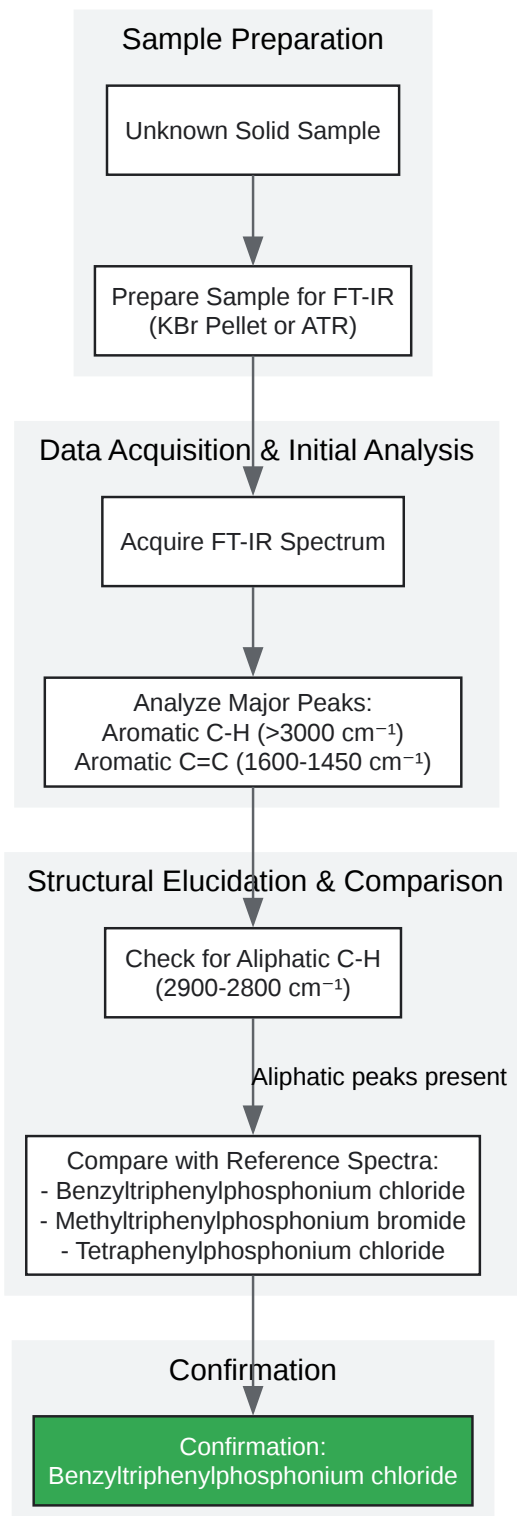 Sample Preparation
Unknown Solid Sample
Prepare Sample for FT-IR
(KBr Pellet or ATR)
Data Acquisition & Initial Analysis
Acquire FT-IR Spectrum
Analyze Major Peaks:
Aromatic C-H (>3000 cm⁻¹)
Aromatic C=C (1600-1450 cm⁻¹)
Structural Elucidation & Comparison
Check for Aliphatic C-H
(2900-2800 cm⁻¹)
Aliphatic peaks present
Compare with Reference Spectra:
- Benzyltriphenylphosphonium chloride
- Methyltriphenylphosphonium bromide
- Tetraphenylphosphonium chloride
Confirmation
Confirmation:
Benzyltriphenylphosphonium chloride